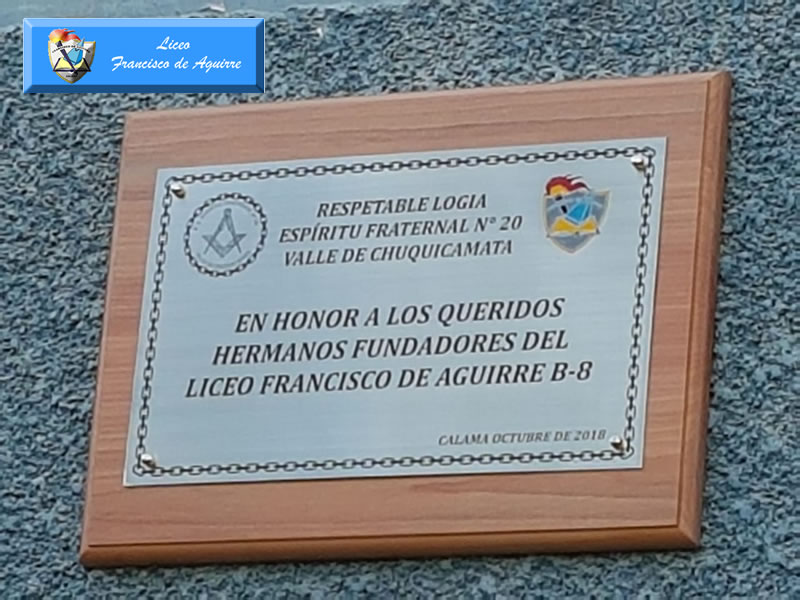 Liceo
Francisco de Aguirre
RESPETABLE LOGIA
ESPÍRITU FRATERNAL N° 20
VALLE DE CHUQUICAMATA
EN HONOR A LOS QUERIDOS
HERMANOS FUNDADORES DEL
LICEO FRANCISCO DE AGUIRRE B-8
CALAMA OCTUBRE DE 2018